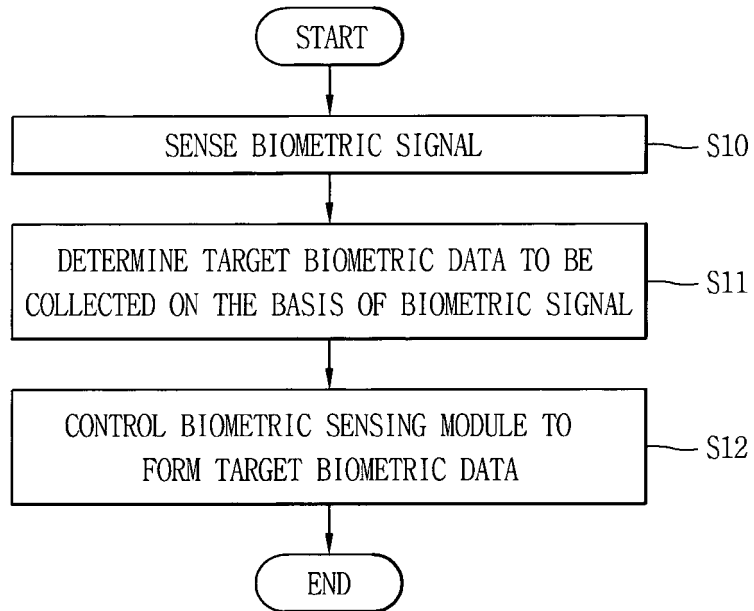 START
SENSE BIOMETRIC SIGNAL
S10
DETERMINE TARGET BIOMETRIC DATA TO BE
COLLECTED ON THE BASIS OF BIOMETRIC SIGNAL
S11
CONTROL BIOMETRIC SENSING MODULE TO
FORM TARGET BIOMETRIC DATA
S12
END